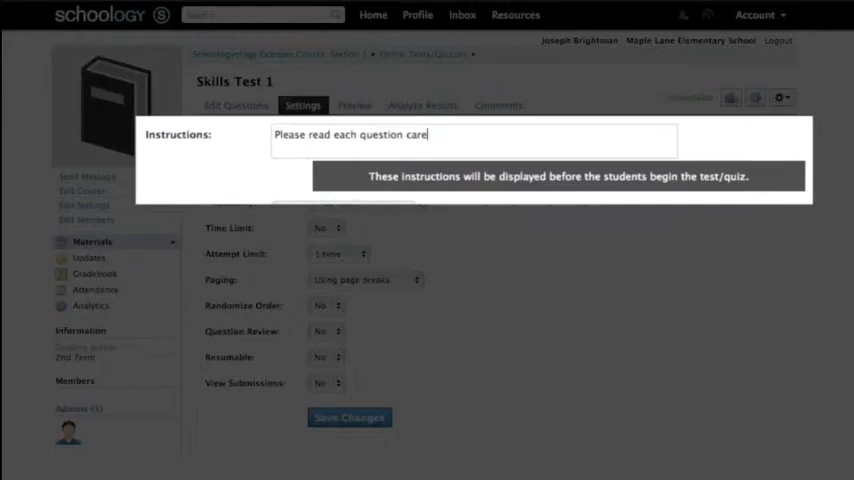 schoology S Search Home Profile Inbox Resources Account
Joseph Brightman Maple Lane Elementary School Logout
Schoologyology Example Course: Section 1 Online Tests/Quizzes
Skills Test 1
Edit Questions Settings Preview Analyze Results Comments
Instructions: Please read each question care
These instructions will be displayed before the students begin the test/quiz.
Send Message
Edit Course
Edit Settings
Edit Members
Time Limit: No
Attempt Limit: 1 time
Paging: Using page breaks
Randomize Order: No
Question Review: No
Resumable: No
View Submissions: No
Save Changes
Materials
Updates
Gradebook
Attendance
Analytics
Information
Grading period
2nd Term
Members
Admins (1)